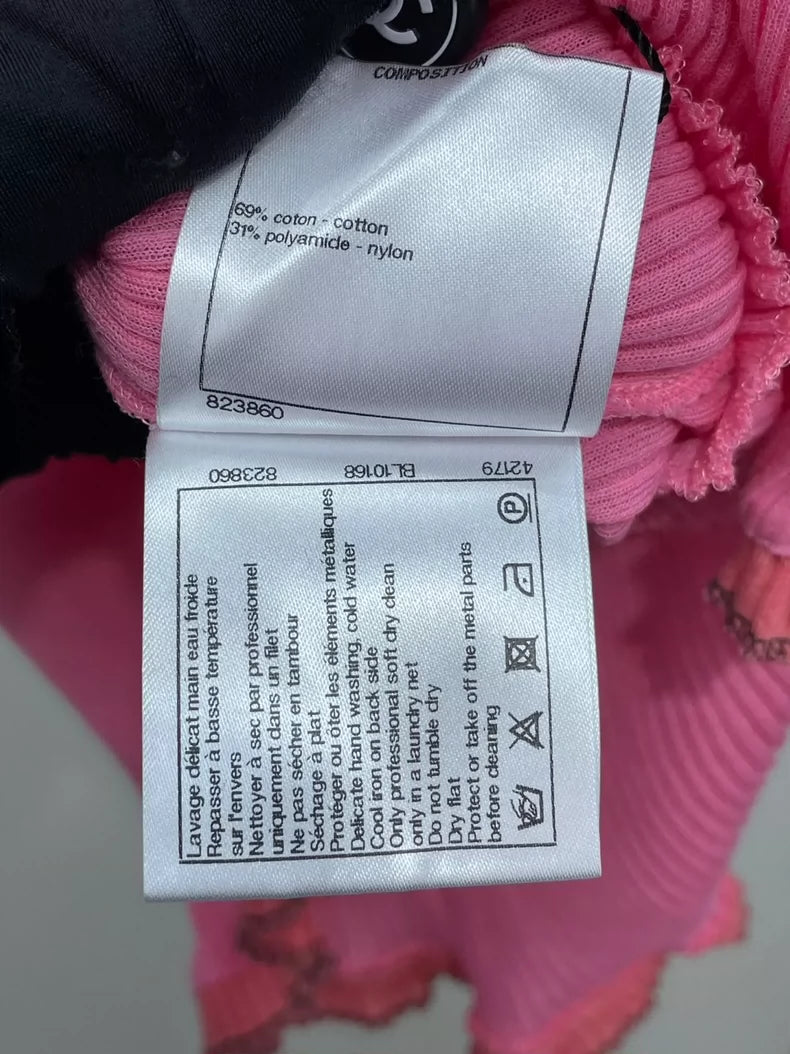 COMPOSITION
69% coton - cotton
31% polyamide - nylon
823860
823860 BL10168 42179
Lavage délicat main eau froide
Repasser à basse température
sur l'envers
Nettoyer à sec par professionnel
uniquement dans un filet
Ne pas sécher en tambour
Séchage à plat
Protéger ou ôter les eléments métalliques
Delicate hand washing, cold water
Cool iron on back side
Only professional soft dry clean
only in a laundry net
Do not tumble dry
Dry flat
Protect or take off the metal parts
before cleaning
P